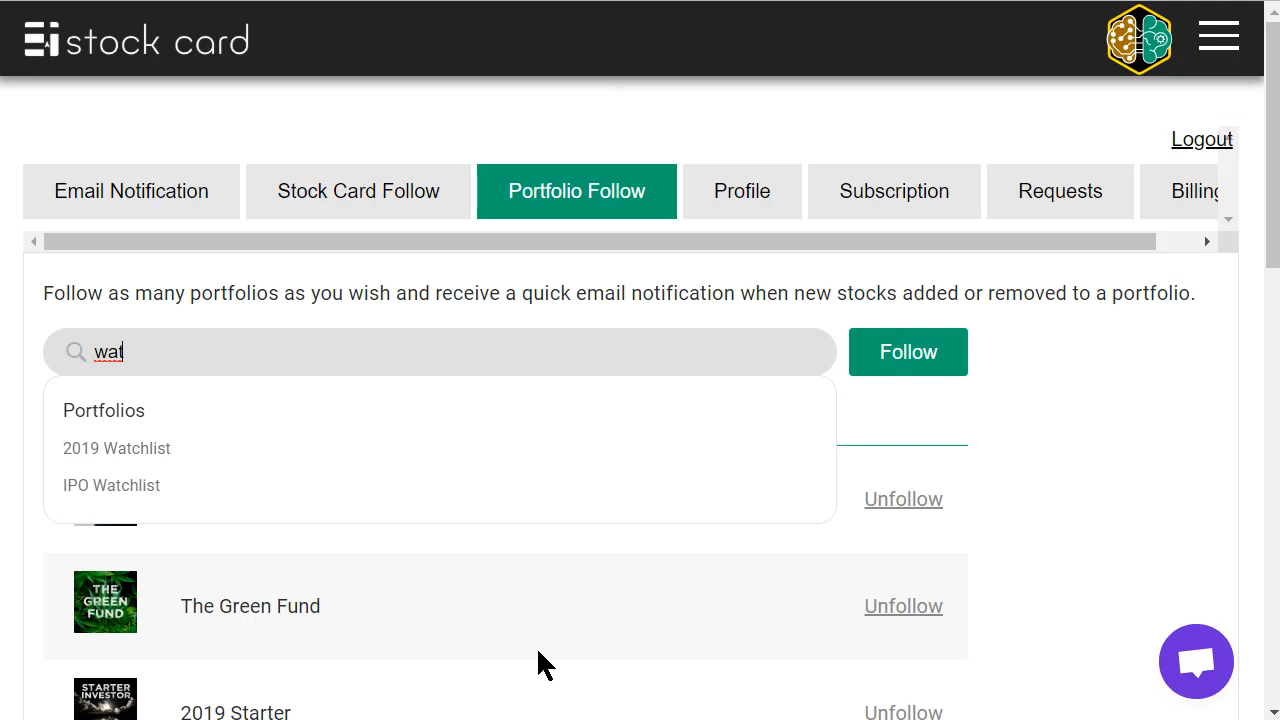 stock card
Logout
Email Notification
Stock Card Follow
Portfolio Follow
Profile
Subscription
Requests
Billing
Follow as many portfolios as you wish and receive a quick email notification when new stocks added or removed to a portfolio.
wat
Follow
Portfolios
2019 Watchlist
IPO Watchlist
Unfollow
THE GREEN FUND
The Green Fund
Unfollow
STARTER INVESTOR
2019 Starter
Unfollow